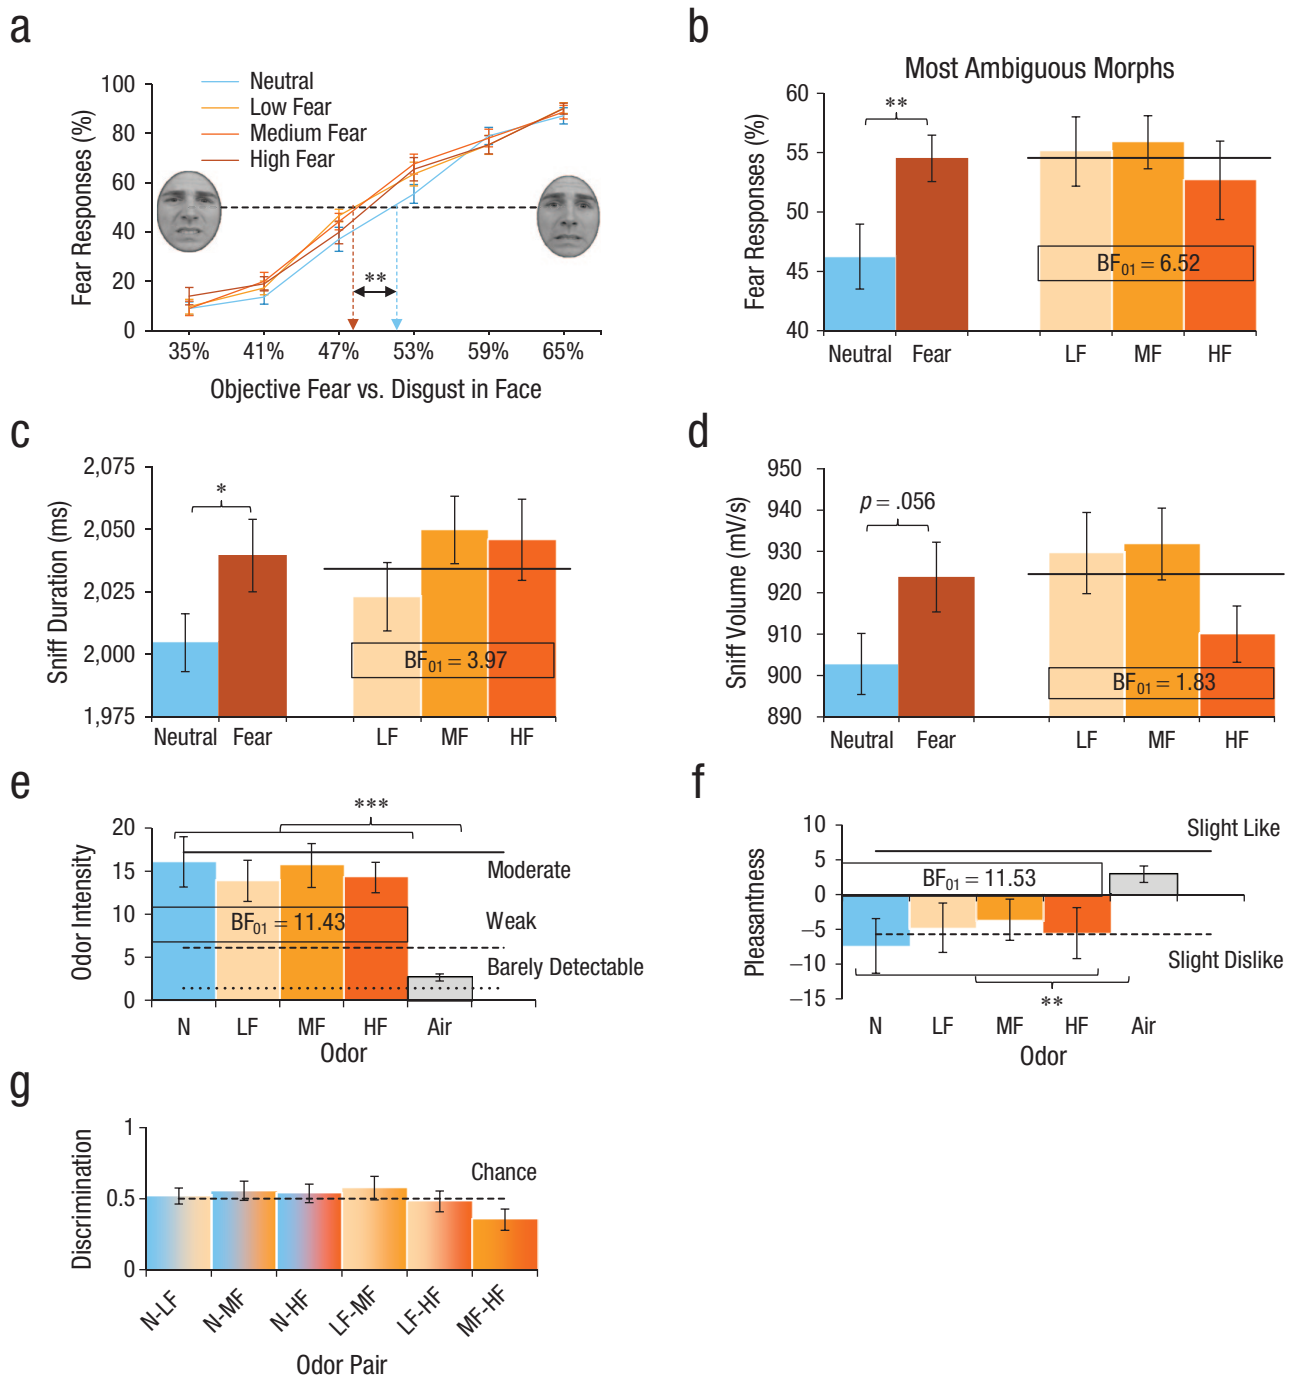 a
Neutral
Low Fear
Medium Fear
High Fear
Fear Responses (%)
100
80
60
40
20
0
**
35% 41% 47% 53% 59% 65%
Objective Fear vs. Disgust in Face
b
Most Ambiguous Morphs
Fear Responses (%)
60
55
50
45
40
**
BF01 = 6.52
Neutral Fear LF MF HF
c
Sniff Duration (ms)
2,075
2,050
2,025
2,000
1,975
*
BF01 = 3.97
Neutral Fear LF MF HF
d
Sniff Volume (mV/s)
950
940
930
920
910
900
890
p = .056
BF01 = 1.83
Neutral Fear LF MF HF
e
Odor Intensity
20
15
10
5
0
***
Moderate
Weak
Barely Detectable
BF01 = 11.43
N LF MF HF Air
Odor
f
Pleasantness
10
5
0
−5
−10
−15
Slight Like
BF01 = 11.53
Slight Dislike
**
N LF MF HF Air
Odor
g
Discrimination
1
0.5
0
Chance
N-LF N-MF N-HF LF-MF LF-HF MF-HF
Odor Pair